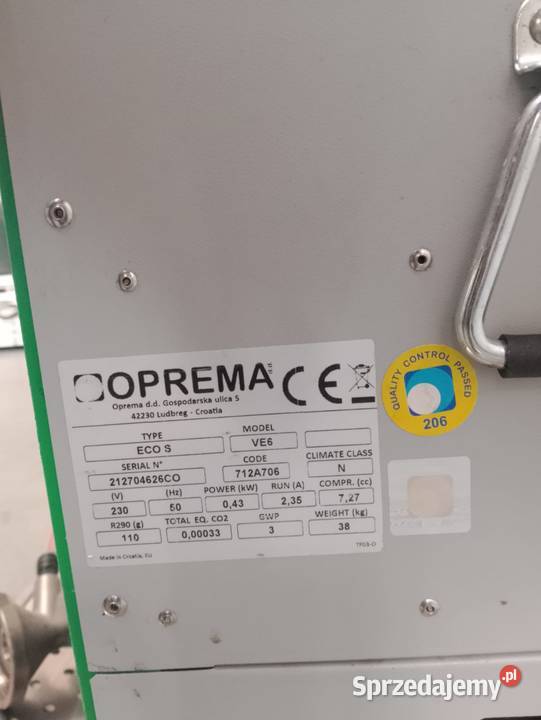 OPREMA d.d. CE
Oprema d.d. Gospodarska ulica 5
42230 Ludbreg - Croatia
TYPE MODEL
ECO S VE6
SERIAL N° CODE CLIMATE CLASS
212704626CO 712A706 N
(V) (Hz) POWER (kW) RUN (A) COMPR. (cc)
230 50 0,43 2,35 7,27
R290 (g) TOTAL EQ. CO2 GWP WEIGHT (kg)
110 0,00033 3 38
Made in Croatia, EU TF03-D
QUALITY CONTROL PASSED
206
Sprzedajemy.pl